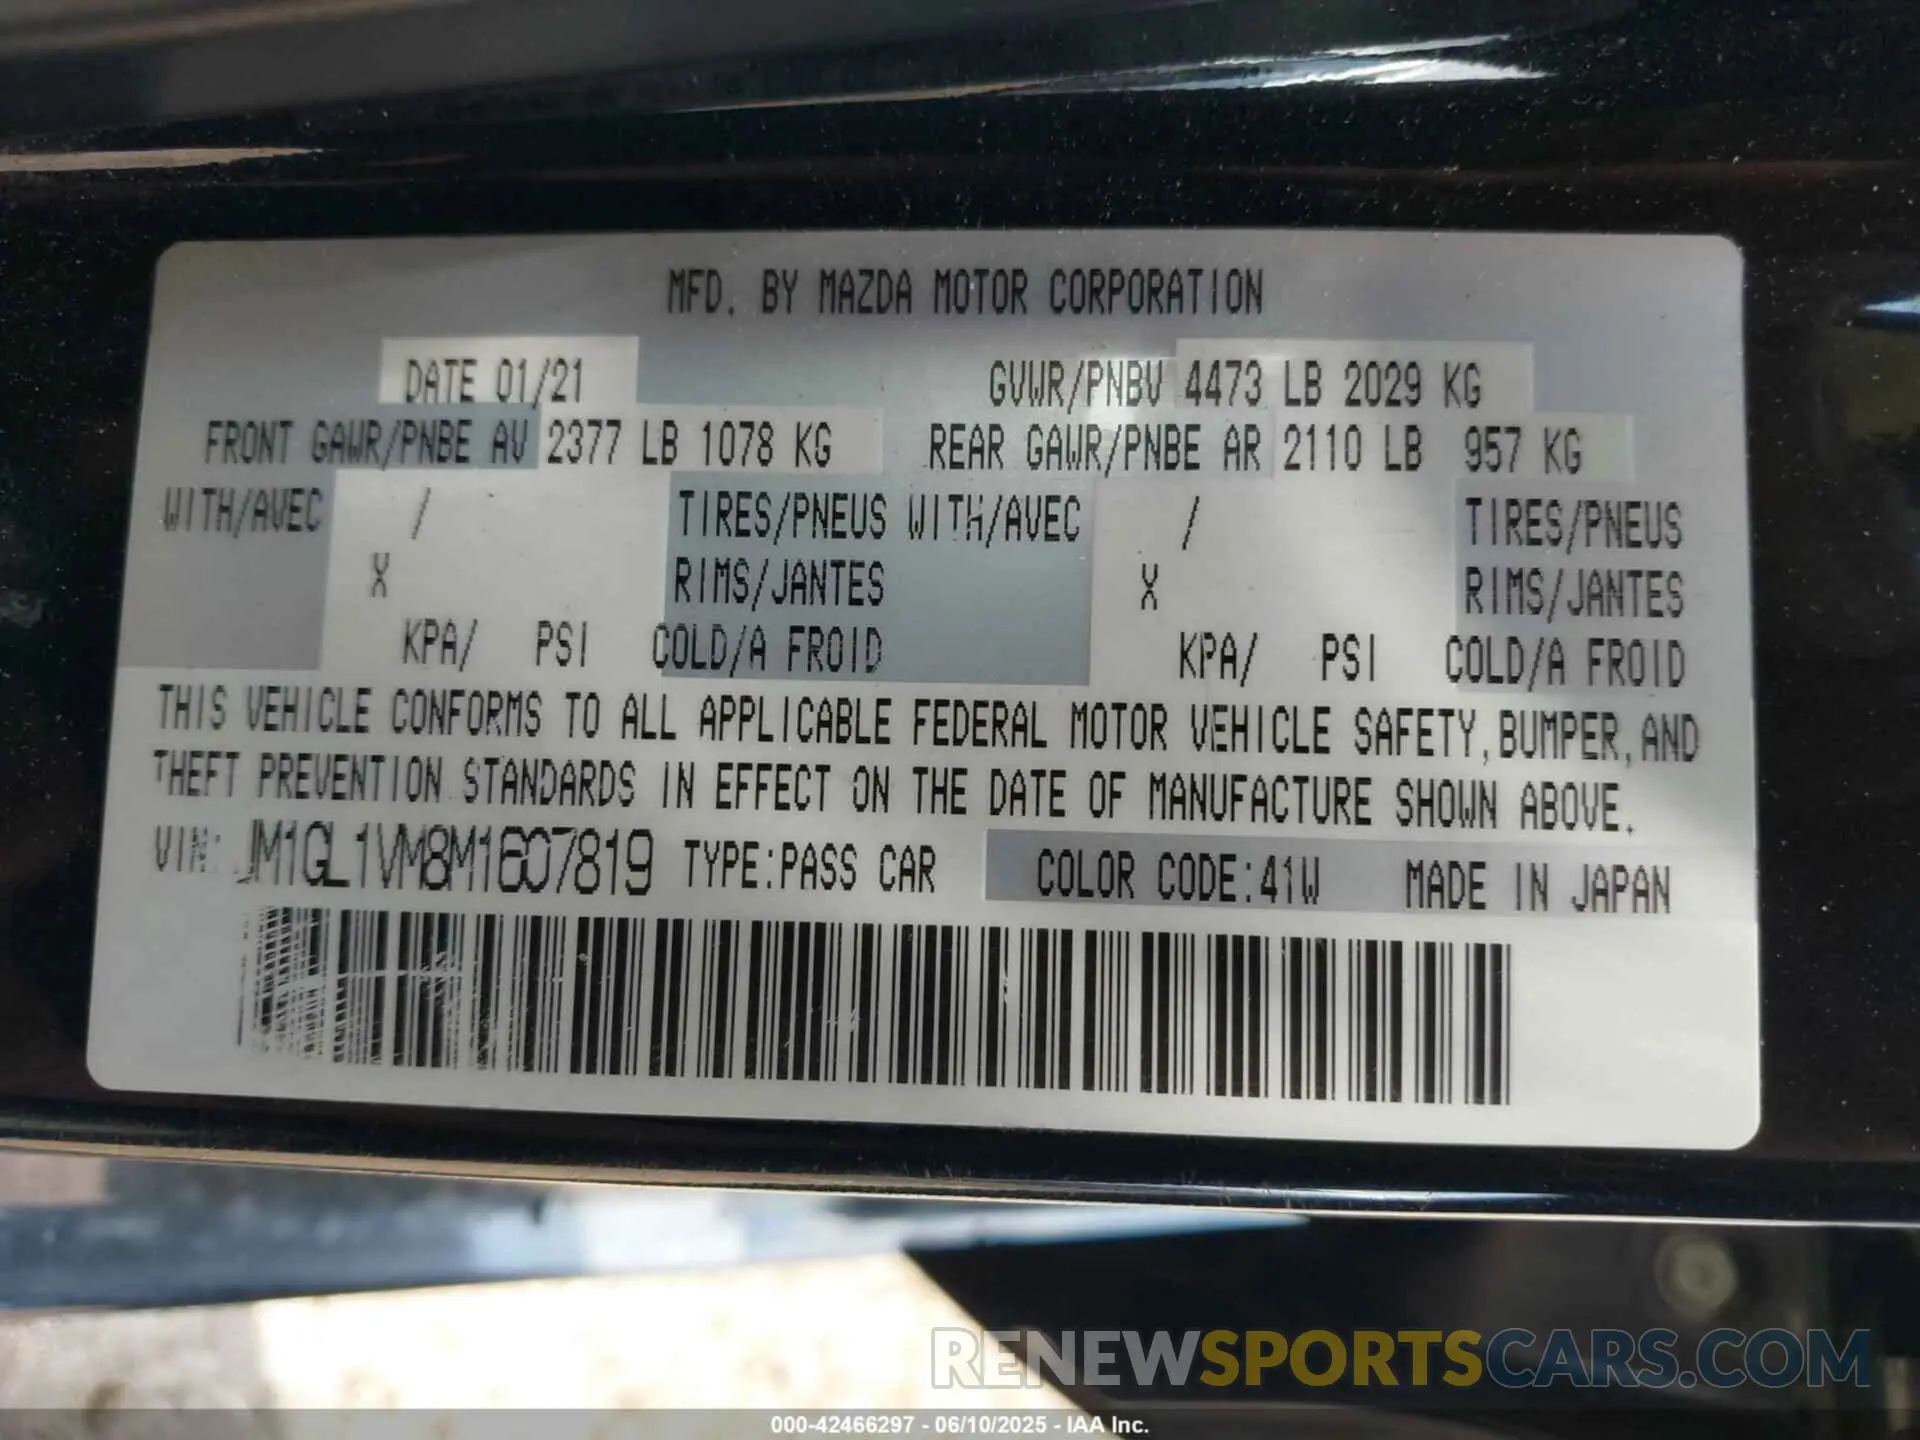 MFD. BY MAZDA MOTOR CORPORATION
DATE 01/21 GVWR/PNBV 4473 LB 2029 KG
FRONT GAWR/PNBE AV 2377 LB 1078 KG REAR GAWR/PNBE AR 2110 LB 957 KG
WITH/AVEC / TIRES/PNEUS WITH/AVEC / TIRES/PNEUS
X RIMS/JANTES X RIMS/JANTES
KPA/ PSI COLD/A FROID KPA/ PSI COLD/A FROID
THIS VEHICLE CONFORMS TO ALL APPLICABLE FEDERAL MOTOR VEHICLE SAFETY, BUMPER, AND
THEFT PREVENTION STANDARDS IN EFFECT ON THE DATE OF MANUFACTURE SHOWN ABOVE.
VIN: JM1GL1VM8M1607819 TYPE:PASS CAR COLOR CODE:41W MADE IN JAPAN
RENEWSPORTSCARS.COM
000-42466297 - 06/10/2025 - IAA Inc.